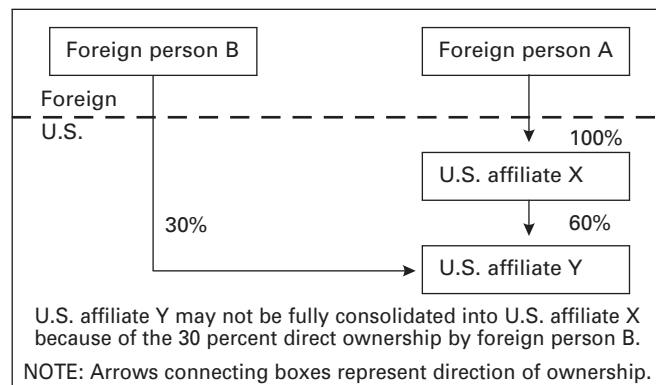 Foreign person B
Foreign person A
Foreign
U.S.
100%
U.S. affiliate X
30%
60%
U.S. affiliate Y
U.S. affiliate Y may not be fully consolidated into U.S. affiliate X
because of the 30 percent direct ownership by foreign person B.
NOTE: Arrows connecting boxes represent direction of ownership.